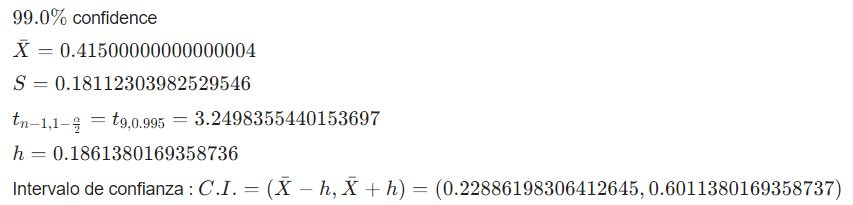 99.0% confidence
X̄ = 0.41500000000000004
S = 0.18112303982529546
t_{n−1,1−α/2} = t_{9,0.995} = 3.2498355440153697
h = 0.1861380169358736
Intervalo de confianza : C.I. = (X̄ − h, X̄ + h) = (0.22886198306412645, 0.6011380169358737)